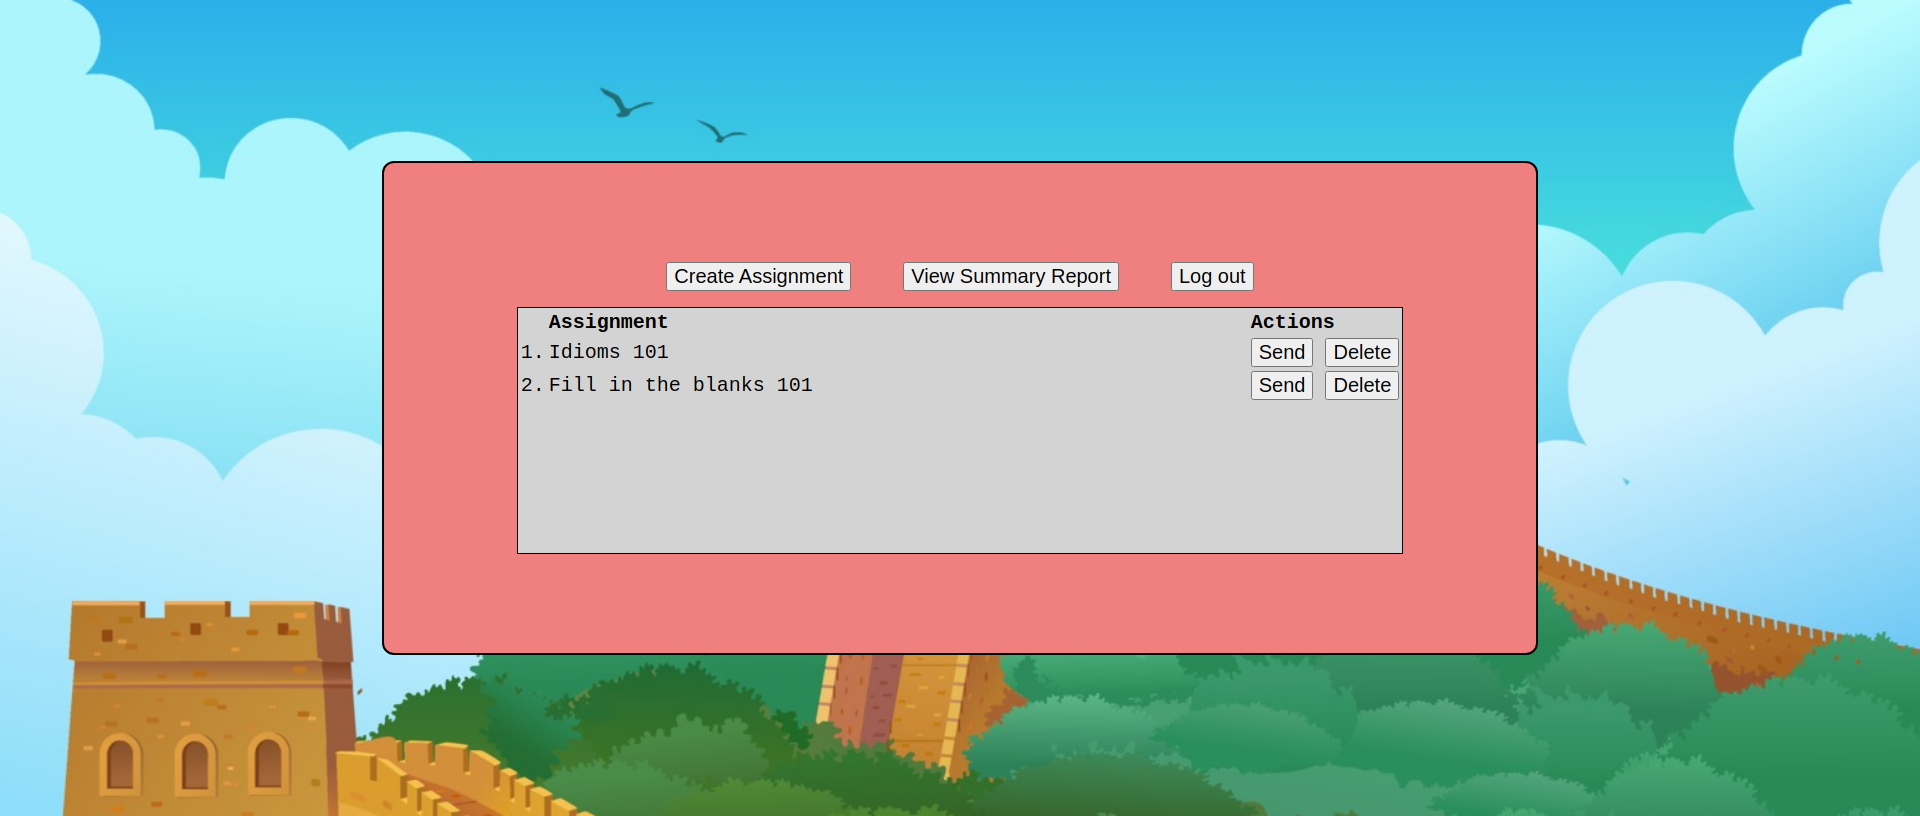 Create Assignment View Summary Report Log out
Assignment Actions
1. Idioms 101 Send Delete
2. Fill in the blanks 101 Send Delete